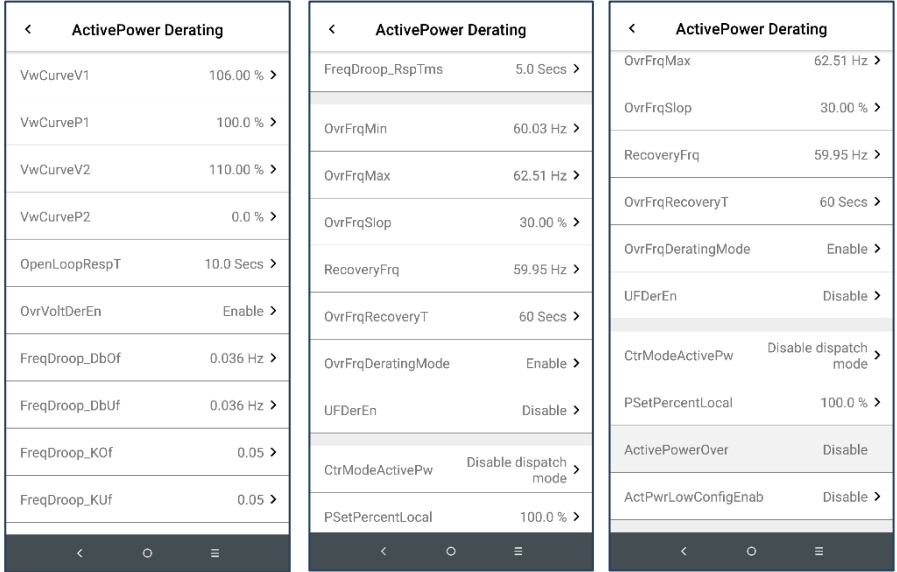 ActivePower Derating
VwCurveV1 106.00 %
VwCurveP1 100.0 %
VwCurveV2 110.00 %
VwCurveP2 0.0 %
OpenLoopRespT 10.0 Secs
OvrVoltDerEn Enable
FreqDroop_DbOf 0.036 Hz
FreqDroop_DbUf 0.036 Hz
FreqDroop_KOf 0.05
FreqDroop_KUf 0.05
ActivePower Derating
FreqDroop_RspTms 5.0 Secs
OvrFrqMin 60.03 Hz
OvrFrqMax 62.51 Hz
OvrFrqSlop 30.00 %
RecoveryFrq 59.95 Hz
OvrFrqRecoveryT 60 Secs
OvrFrqDeratingMode Enable
UFDerEn Disable
CtrModeActivePw Disable dispatch
mode
PSetPercentLocal 100.0 %
ActivePower Derating
OvrFrqMax 62.51 Hz
OvrFrqSlop 30.00 %
RecoveryFrq 59.95 Hz
OvrFrqRecoveryT 60 Secs
OvrFrqDeratingMode Enable
UFDerEn Disable
CtrModeActivePw Disable dispatch
mode
PSetPercentLocal 100.0 %
ActivePowerOver Disable
ActPwrLowConfigEnab Disable